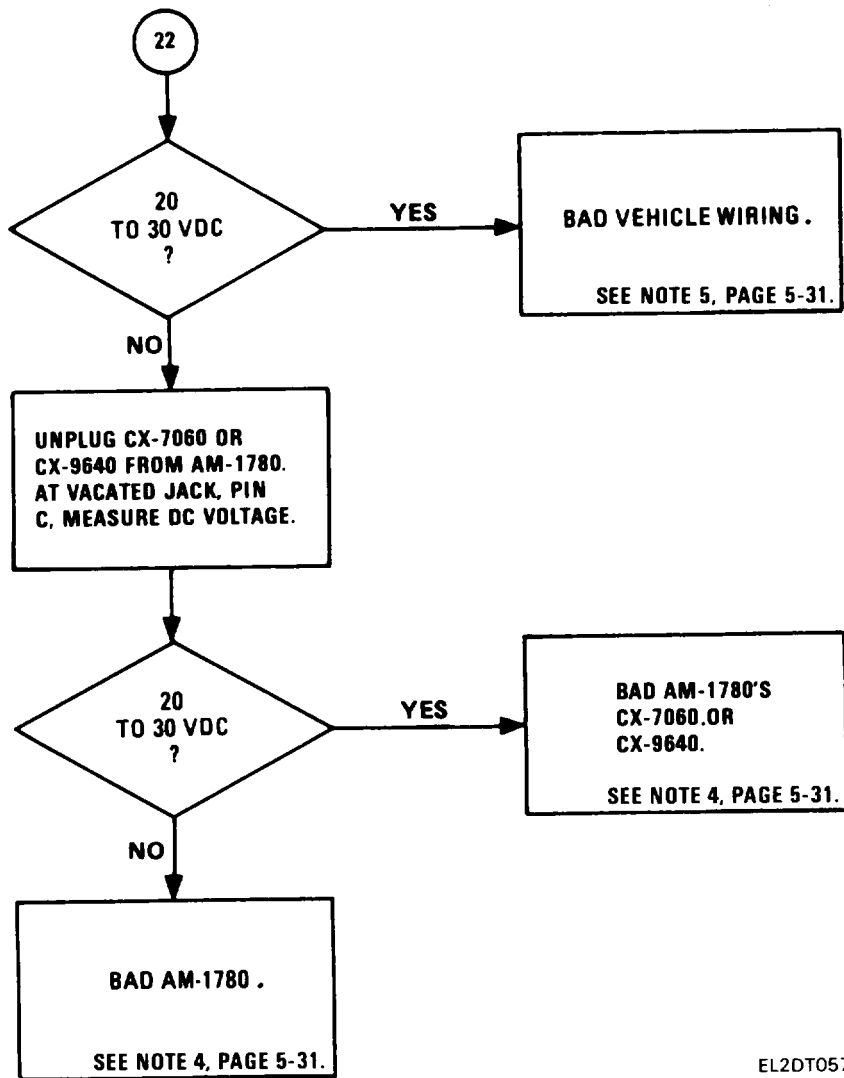 22
20
TO 30 VDC
?
YES
BAD VEHICLE WIRING.
SEE NOTE 5, PAGE 5-31.
NO
UNPLUG CX-7060 OR
CX-9640 FROM AM-1780.
AT VACATED JACK, PIN
C, MEASURE DC VOLTAGE.
20
TO 30 VDC
?
YES
BAD AM-1780'S
CX-7060.OR
CX-9640.
SEE NOTE 4, PAGE 5-31.
NO
BAD AM-1780.
SEE NOTE 4, PAGE 5-31.
EL2DT057